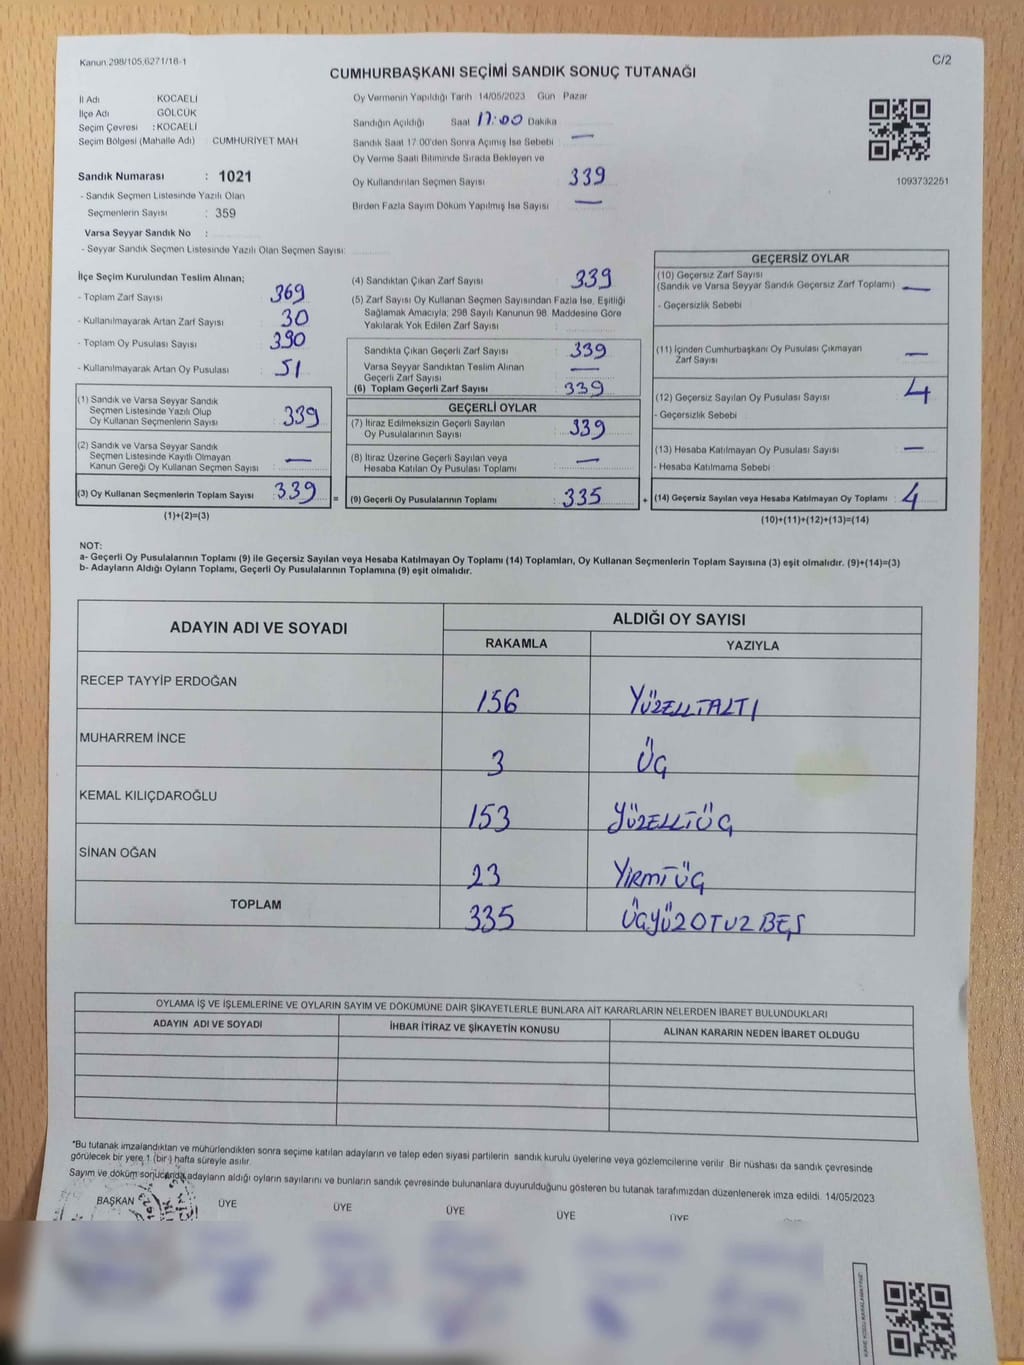 Kanun.298/105,6271/18-1
C/2
CUMHURBAŞKANI SEÇİMİ SANDIK SONUÇ TUTANAĞI
İl Adı KOCAELİ
İlçe Adı GÖLCÜK
Seçim Çevresi : KOCAELİ
Seçim Bölgesi (Mahalle Adı) CUMHURİYET MAH
Sandık Numarası : 1021
- Sandık Seçmen Listesinde Yazılı Olan
Seçmenlerin Sayısı : 359
Varsa Seyyar Sandık No :
- Seyyar Sandık Seçmen Listesinde Yazılı Olan Seçmen Sayısı:
Oy Vermenin Yapıldığı Tarih 14/05/2023 Gün Pazar
Sandığın Açıldığı Saat 17:00 Dakika
Sandık Saat 17.00'den Sonra Açımış İse Sebebi —
Oy Verme Saati Bitiminde Sırada Bekleyen ve
Oy Kullandırılan Seçmen Sayısı 339
Birden Fazla Sayım Döküm Yapılmış İse Sayısı —
1093732251
İlçe Seçim Kurulundan Teslim Alınan;
- Toplam Zarf Sayısı 369
- Kullanılmayarak Artan Zarf Sayısı : 30
- Toplam Oy Pusulası Sayısı : 390
- Kullanılmayarak Artan Oy Pusulası : 51
(1) Sandık ve Varsa Seyyar Sandık
Seçmen Listesinde Yazılı Olup
Oy Kullanan Seçmenlerin Sayısı : 339
(2) Sandık ve Varsa Seyyar Sandık
Seçmen Listesinde Kayıtlı Olmayan
Kanun Gereği Oy Kullanan Seçmen Sayısı : —
(3) Oy Kullanan Seçmenlerin Toplam Sayısı : 339 =
(1)+(2)=(3)
(4) Sandıktan Çıkan Zarf Sayısı 339
(5) Zarf Sayısı Oy Kullanan Seçmen Sayısından Fazla İse, Eşitliği
Sağlamak Amacıyla; 298 Sayılı Kanunun 98. Maddesine Göre
Yakılarak Yok Edilen Zarf Sayısı :
Sandıkta Çıkan Geçerli Zarf Sayısı : 339
Varsa Seyyar Sandıktan Teslim Alınan
Geçerli Zarf Sayısı : —
(6) Toplam Geçerli Zarf Sayısı : 339
GEÇERLİ OYLAR
(7) İtiraz Edilmeksizin Geçerli Sayılan
Oy Pusulalarının Sayısı : 339
(8) İtiraz Üzerine Geçerli Sayılan veya
Hesaba Katılan Oy Pusulası Toplamı : —
(9) Geçerli Oy Pusulalarının Toplamı : 335 +
GEÇERSİZ OYLAR
(10) Geçersiz Zarf Sayısı
(Sandık ve Varsa Seyyar Sandık Geçersiz Zarf Toplamı) : —
- Geçersizlik Sebebi
(11) İçinden Cumhurbaşkanı Oy Pusulası Çıkmayan
Zarf Sayısı : —
(12) Geçersiz Sayılan Oy Pusulası Sayısı : 4
- Geçersizlik Sebebi
(13) Hesaba Katılmayan Oy Pusulası Sayısı : —
- Hesaba Katılmama Sebebi
(14) Geçersiz Sayılan veya Hesaba Katılmayan Oy Toplamı : 4
(10)+(11)+(12)+(13)=(14)
NOT:
a- Geçerli Oy Pusulalarının Toplamı (9) ile Geçersiz Sayılan veya Hesaba Katılmayan Oy Toplamı (14) Toplamları, Oy Kullanan Seçmenlerin Toplam Sayısına (3) eşit olmalıdır. (9)+(14)=(3)
b- Adayların Aldığı Oyların Toplamı, Geçerli Oy Pusulalarının Toplamına (9) eşit olmalıdır.
ADAYIN ADI VE SOYADI
ALDIĞI OY SAYISI
RAKAMLA YAZIYLA
RECEP TAYYİP ERDOĞAN 156 YÜZELLİALTI
MUHARREM İNCE 3 ÜÇ
KEMAL KILIÇDAROĞLU 153 YÜZELLİÜÇ
SİNAN OĞAN 23 YİRMİÜÇ
TOPLAM 335 ÜÇYÜZOTUZ BEŞ
OYLAMA İŞ VE İŞLEMLERİNE VE OYLARIN SAYIM VE DÖKÜMÜNE DAİR ŞİKAYETLERLE BUNLARA AİT KARARLARIN NELERDEN İBARET BULUNDUKLARI
ADAYIN ADI VE SOYADI İHBAR İTİRAZ VE ŞİKAYETİN KONUSU ALINAN KARARIN NEDEN İBARET OLDUĞU
*Bu tutanak imzalandıktan ve mühürlendikten sonra seçime katılan adayların ve talep eden siyasi partilerin sandık kurulu üyelerine veya gözlemcilerine verilir. Bir nüshası da sandık çevresinde
görülecek bir yere 1 (bir) hafta süreyle asılır.
Sayım ve döküm sonucunda adayların aldığı oyların sayılarını ve bunların sandık çevresinde bulunanlara duyurulduğunu gösteren bu tutanak tarafımızdan düzenlenerek imza edildi. 14/05/2023
BAŞKAN ÜYE ÜYE ÜYE ÜYE ÜYE